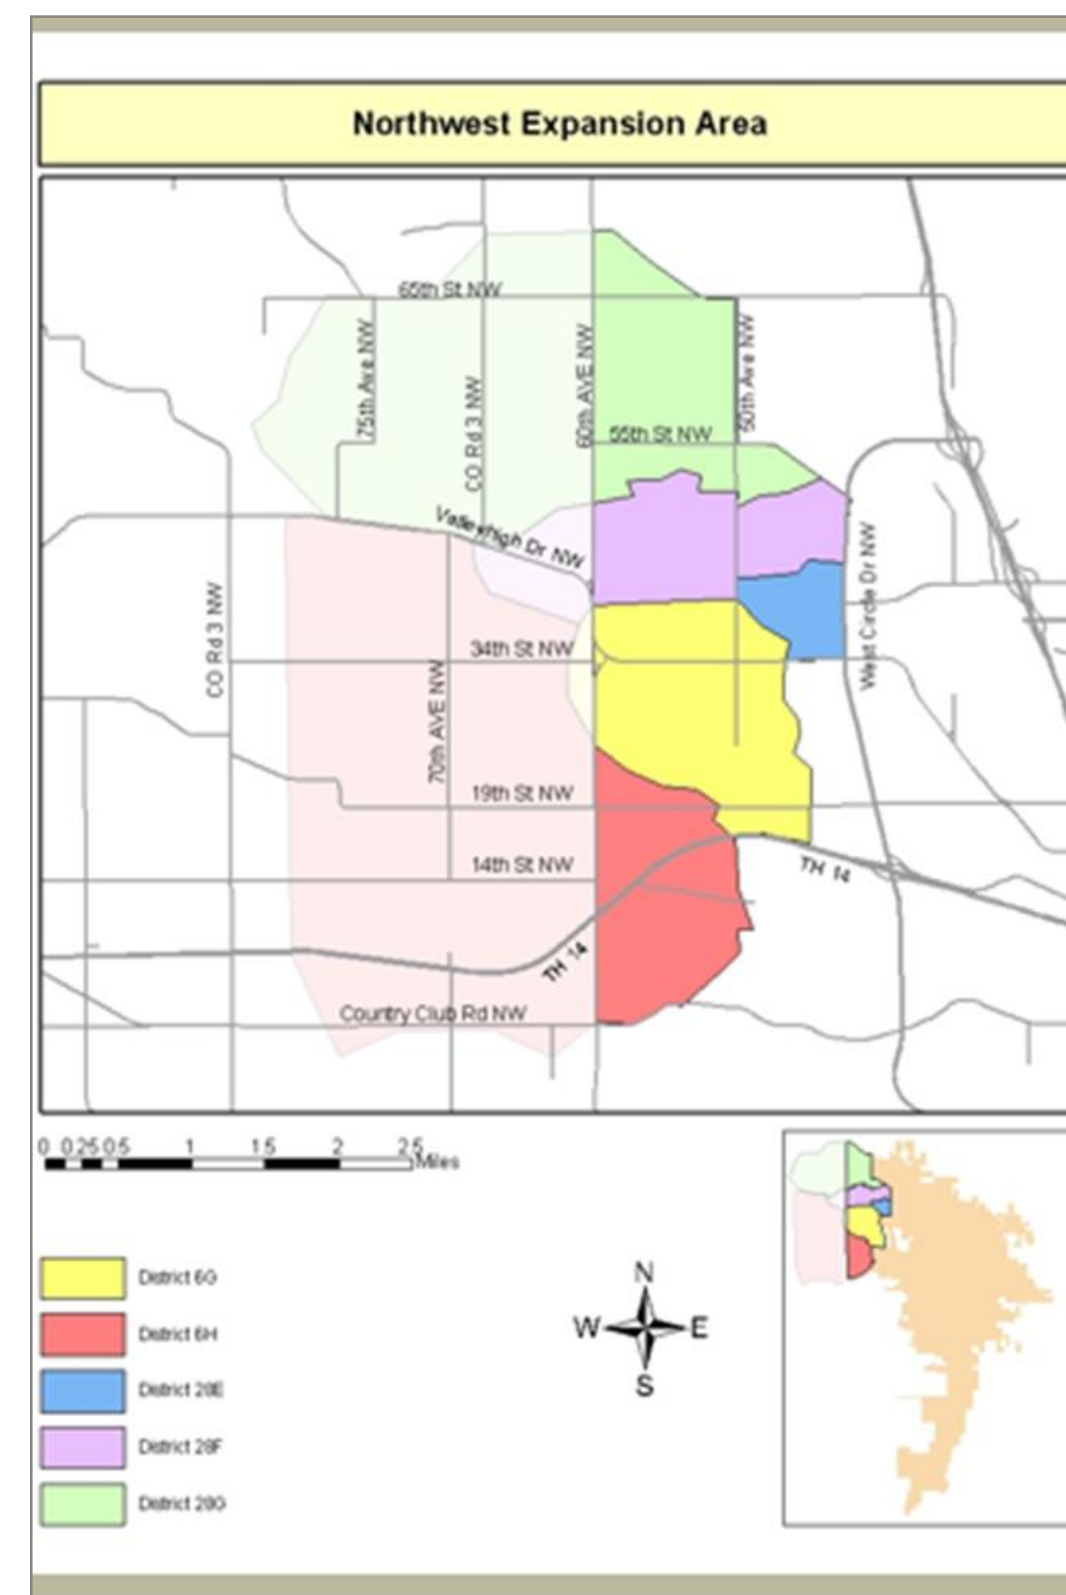 Northwest Expansion Area
65th St NW
75th Ave NW
CO Rd 3 NW
60th AVE NW
50th Ave NW
55th St NW
Valleyhigh Dr NW
West Circle Dr NW
CO Rd 3 NW
34th St NW
70th AVE NW
19th St NW
14th St NW
TH 14
TH 14
Country Club Rd NW
0 0.25 0.5 1 1.5 2 2.5
Miles
District 6G
District 6H
District 28E
District 28F
District 28G
N
W E
S